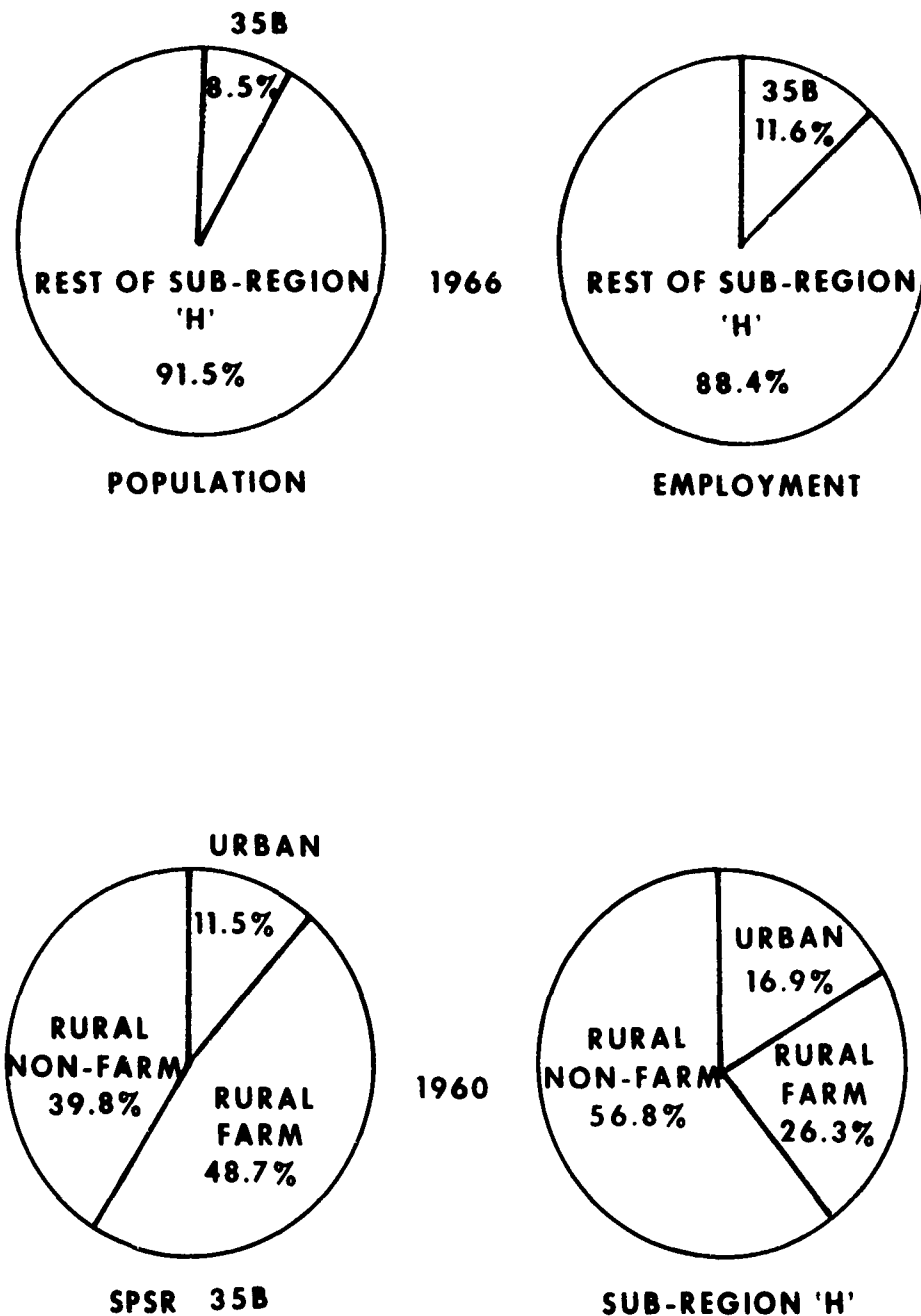 35B
8.5%
REST OF SUB-REGION
'H'
91.5%
POPULATION
1966
35B
11.6%
REST OF SUB-REGION
'H'
88.4%
EMPLOYMENT
URBAN
11.5%
RURAL
NON-FARM
39.8%
RURAL
FARM
48.7%
SPSR 35B
1960
URBAN
16.9%
RURAL
NON-FARM
56.8%
RURAL
FARM
26.3%
SUB-REGION 'H'